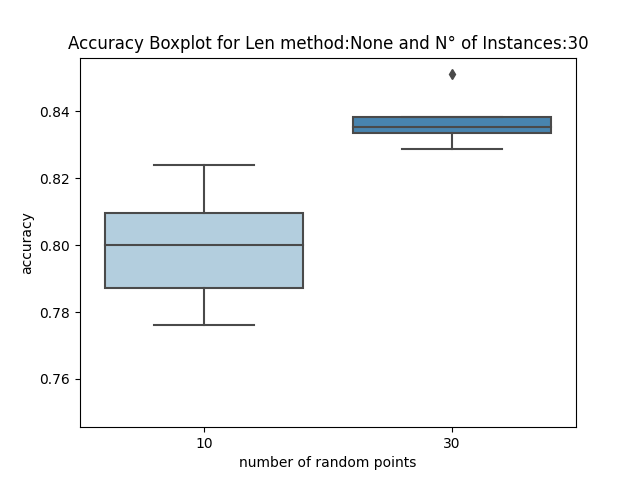 Accuracy Boxplot for Len method:None and N° of Instances:30
accuracy
0.84
0.82
0.80
0.78
0.76
10
30
number of random points